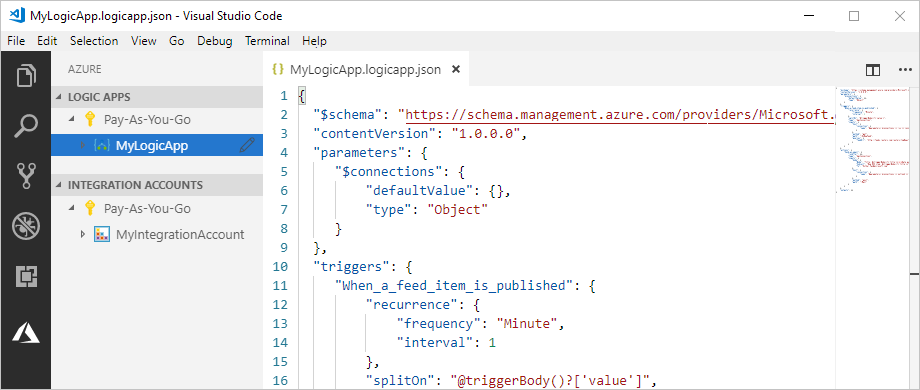 MyLogicApp.logicapp.json - Visual Studio Code
File Edit Selection View Go Debug Terminal Help
AZURE
LOGIC APPS
Pay-As-You-Go
MyLogicApp
INTEGRATION ACCOUNTS
Pay-As-You-Go
MyIntegrationAccount
{} MyLogicApp.logicapp.json ×
1 {
2 "$schema": "https://schema.management.azure.com/providers/Microsoft.
3 "contentVersion": "1.0.0.0",
4 "parameters": {
5 "$connections": {
6 "defaultValue": {},
7 "type": "Object"
8 }
9 },
10 "triggers": {
11 "When_a_feed_item_is_published": {
12 "recurrence": {
13 "frequency": "Minute",
14 "interval": 1
15 },
16 "splitOn": "@triggerBody()?['value']",